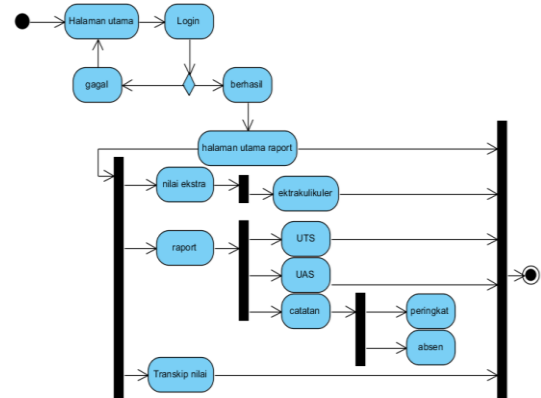 Halaman utama
Login
gagal
berhasil
halaman utama raport
nilai ekstra
ektrakulikuler
raport
UTS
UAS
catatan
peringkat
absen
Transkip nilai